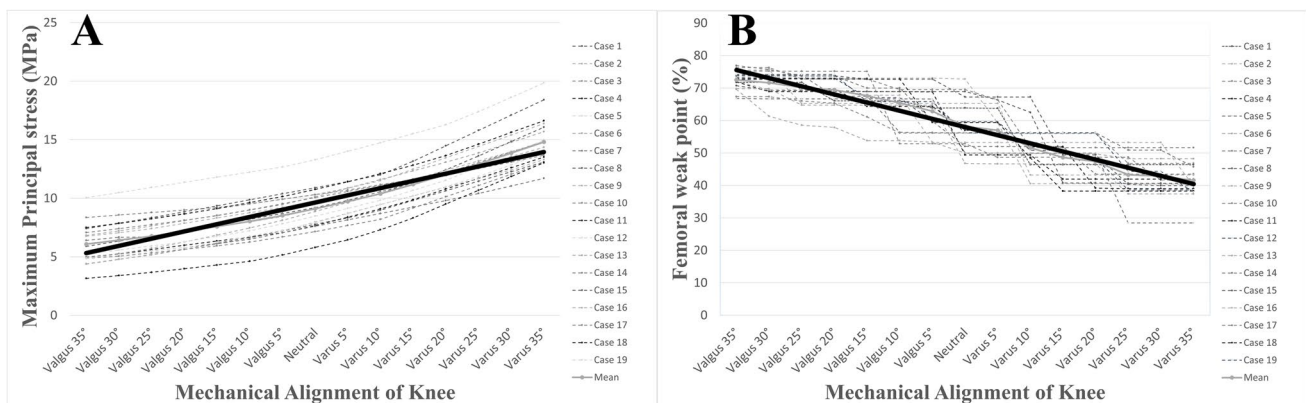 A
Maximum Principal stress (MPa)
25
20
15
10
5
0
Valgus 35°
Valgus 30°
Valgus 25°
Valgus 20°
Valgus 15°
Valgus 10°
Valgus 5°
Neutral
Varus 5°
Varus 10°
Varus 15°
Varus 20°
Varus 25°
Varus 30°
Varus 35°
Mechanical Alignment of Knee
Case 1
Case 2
Case 3
Case 4
Case 5
Case 6
Case 7
Case 8
Case 9
Case 10
Case 11
Case 12
Case 13
Case 14
Case 15
Case 16
Case 17
Case 18
Case 19
Mean
B
Femoral weak point (%)
90
80
70
60
50
40
30
20
10
0
Valgus 35°
Valgus 30°
Valgus 25°
Valgus 20°
Valgus 15°
Valgus 10°
Valgus 5°
Neutral
Varus 5°
Varus 10°
Varus 15°
Varus 20°
Varus 25°
Varus 30°
Varus 35°
Mechanical Alignment of Knee
Case 1
Case 2
Case 3
Case 4
Case 5
Case 6
Case 7
Case 8
Case 9
Case 10
Case 11
Case 12
Case 13
Case 14
Case 15
Case 16
Case 17
Case 18
Case 19
Mean